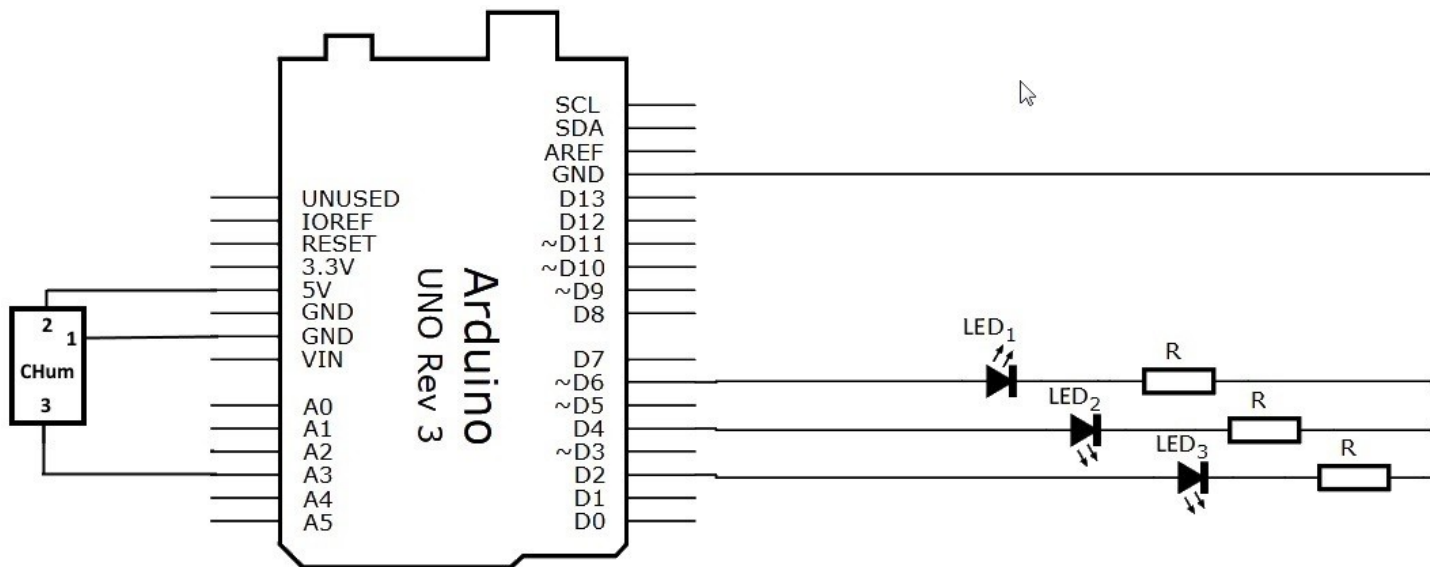 SCL
SDA
AREF
GND
UNUSED
D13
IOREF
D12
RESET
~D11
3.3V
~D10
5V
~D9
GND
D8
GND
VIN
D7
~D6
A0
~D5
A1
D4
A2
~D3
A3
D2
A4
D1
A5
D0
Arduino
UNO Rev 3
2
1
CHum
3
LED1
R
LED2
R
LED3
R